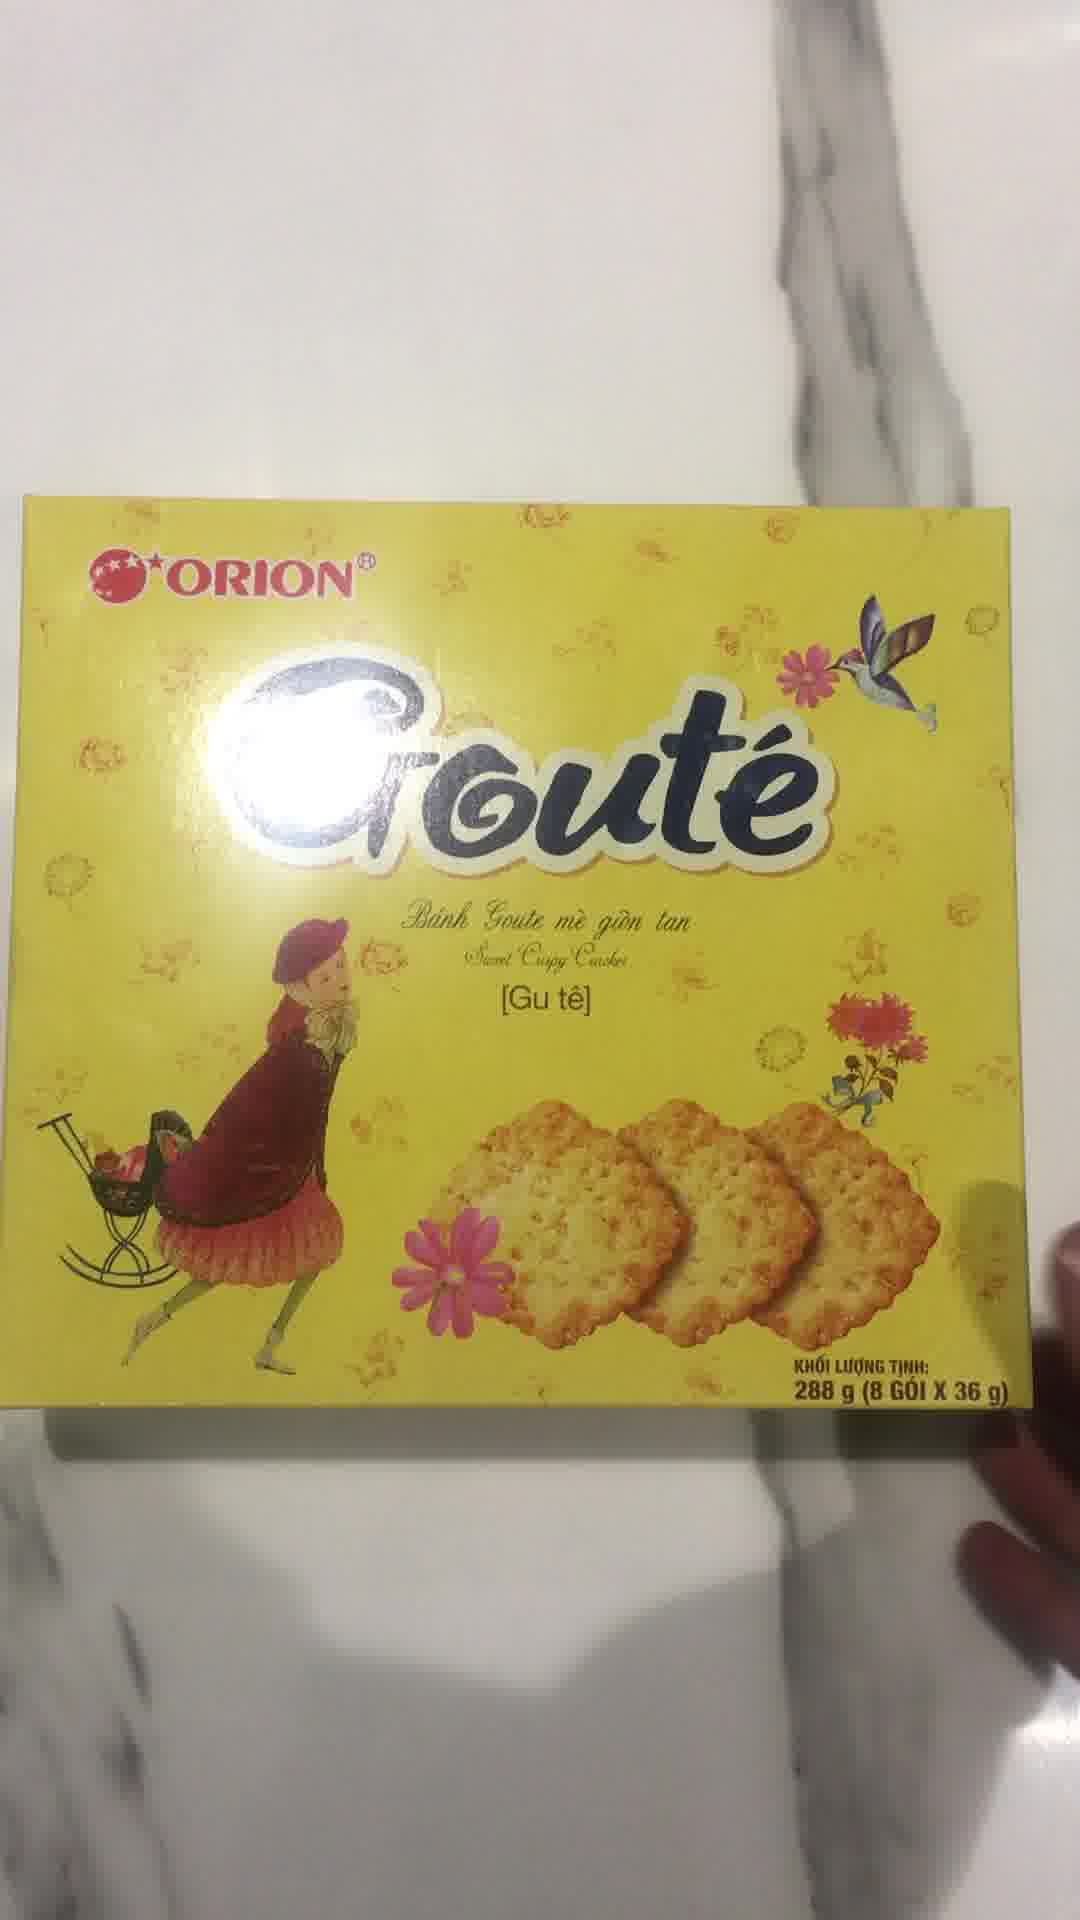 ORION®
Gouté
Bánh Goute mè giòn tan
Sweet Crispy Cracker
[Gu tê]
KHỐI LƯỢNG TỊNH:
288 g (8 GÓI X 36 g)